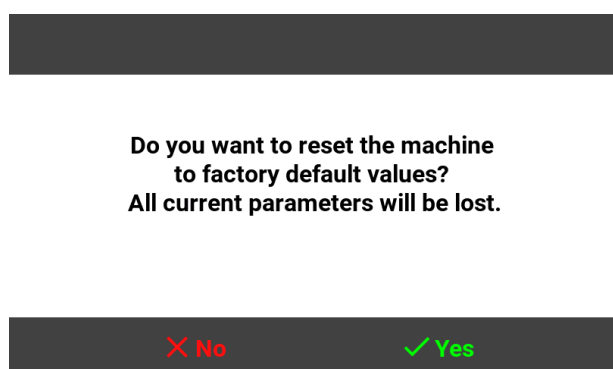 Do you want to reset the machine
to factory default values?
All current parameters will be lost.
No Yes